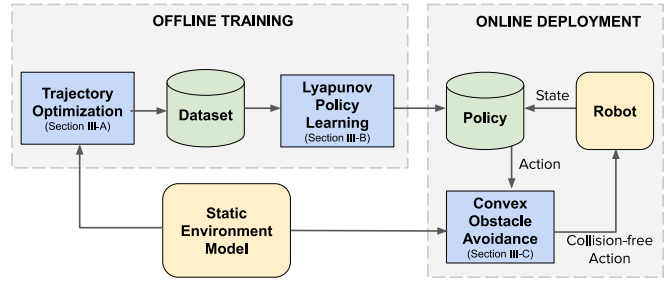 OFFLINE TRAINING
ONLINE DEPLOYMENT
Trajectory
Optimization
(Section III-A)
Dataset
Lyapunov
Policy
Learning
(Section III-B)
Policy
State
Robot
Action
Static
Environment
Model
Convex
Obstacle
Avoidance
(Section III-C)
Collision-free
Action